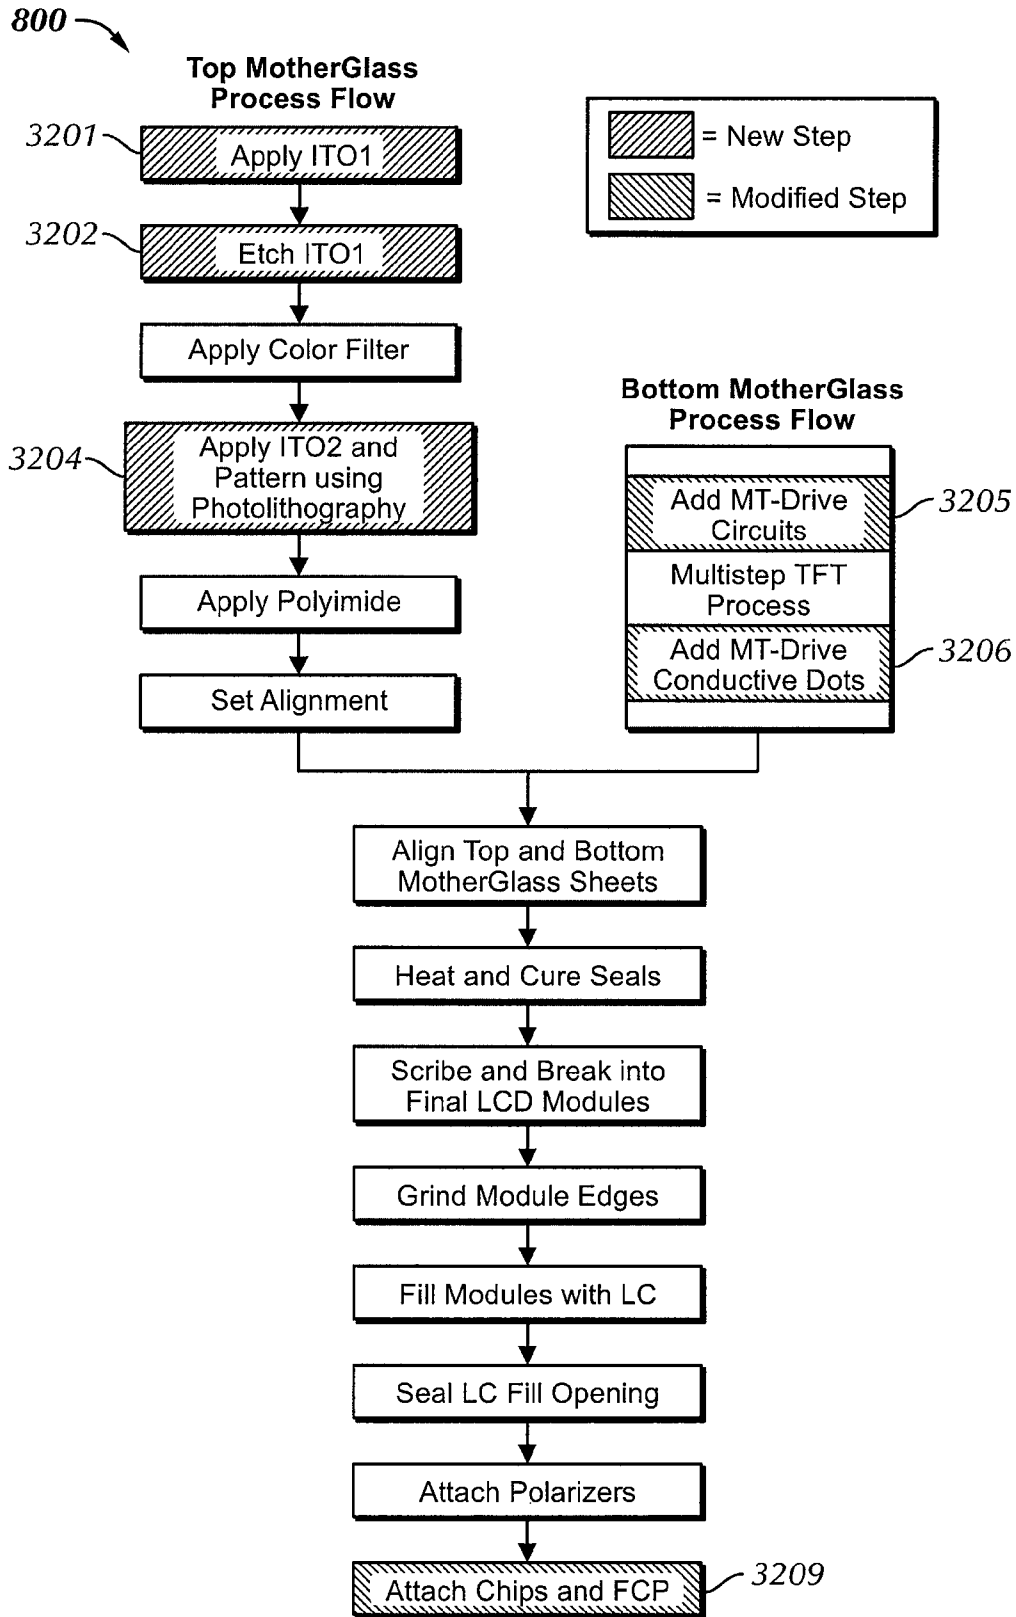 800
Top MotherGlass
Process Flow
3201
Apply ITO1
3202
Etch ITO1
Apply Color Filter
3204
Apply ITO2 and
Pattern using
Photolithography
Apply Polyimide
Set Alignment
= New Step
= Modified Step
Bottom MotherGlass
Process Flow
Add MT-Drive
Circuits
3205
Multistep TFT
Process
Add MT-Drive
Conductive Dots
3206
Align Top and Bottom
MotherGlass Sheets
Heat and Cure Seals
Scribe and Break into
Final LCD Modules
Grind Module Edges
Fill Modules with LC
Seal LC Fill Opening
Attach Polarizers
Attach Chips and FCP
3209